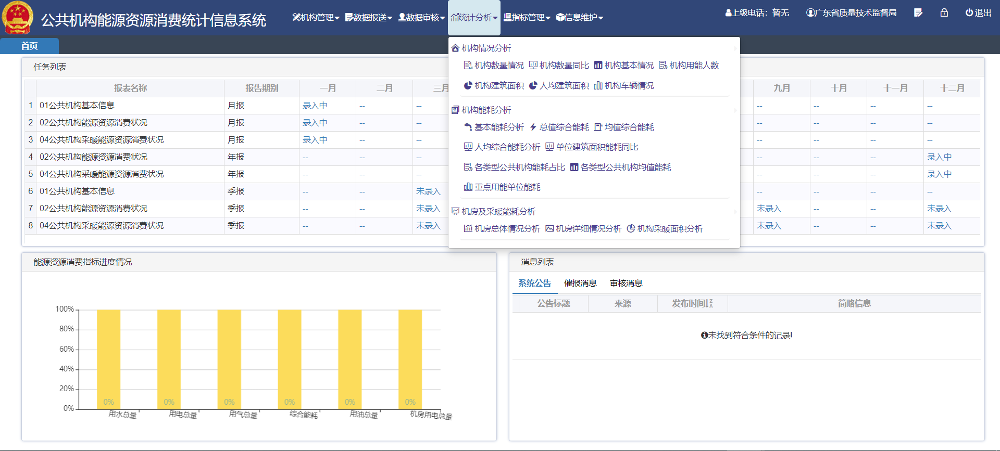 公共机构能源资源消费统计信息系统 机构管理 数据报送 数据审核 统计分析 指标管理 信息维护 上级电话：暂无 广东省质量技术监督局 退出
首页
任务列表
报表名称 报告期别 一月 二月 三月 九月 十月 十一月 十二月
1 01公共机构基本信息 月报 录入中 -- -- -- -- -- --
2 02公共机构能源资源消费状况 月报 录入中 -- -- -- -- -- --
3 04公共机构采暖能源资源消费状况 月报 录入中 -- -- -- -- -- --
4 02公共机构能源资源消费状况 年报 -- -- -- -- -- -- 录入中
5 04公共机构采暖能源资源消费状况 年报 -- -- -- -- -- -- 录入中
6 01公共机构基本信息 季报 -- -- 未录入 -- -- -- --
7 02公共机构能源资源消费状况 季报 -- -- 未录入 未录入 -- -- 未录入
8 04公共机构采暖能源资源消费状况 季报 -- -- 未录入 未录入 -- -- 未录入
机构情况分析
机构数量情况 机构数量同比 机构基本情况 机构用能人数
机构建筑面积 人均建筑面积 机构车辆情况
机构能耗分析
基本能耗分析 总值综合能耗 均值综合能耗
人均综合能耗分析 单位建筑面积能耗同比
各类型公共机构能耗占比 各类型公共机构均值能耗
重点用能单位能耗
机房及采暖能耗分析
机房总体情况分析 机房详细情况分析 机构采暖面积分析
能源资源消费指标进度情况
100%
80%
60%
40%
20%
0%
0% 0% 0% 0% 0% 0%
用水总量 用电总量 用气总量 综合能耗 用油总量 机房用电总量
消息列表
系统公告 催报消息 审核消息
公告标题 来源 发布时间 简略信息
未找到符合条件的记录!